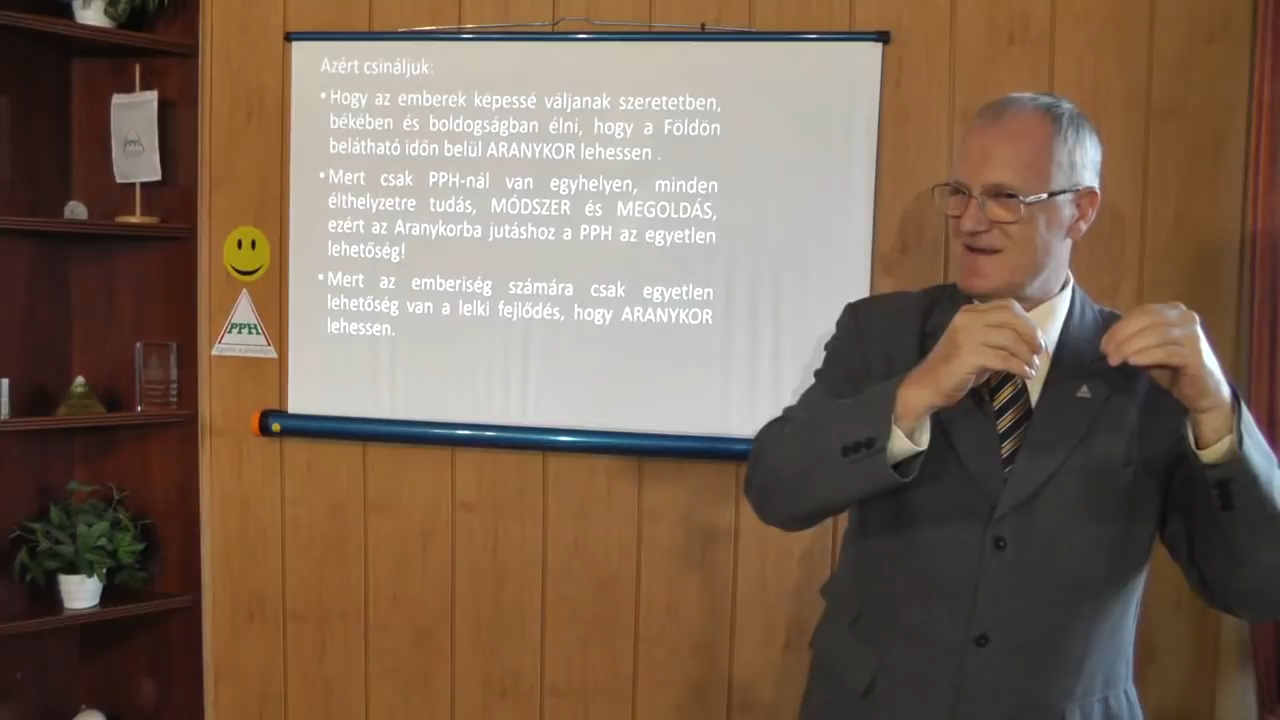 Azért csináljuk:
•Hogy az emberek képessé váljanak szeretetben,
békében és boldogságban élni, hogy a Földön
belátható időn belül ARANYKOR lehessen .
•Mert csak PPH-nál van egyhelyen, minden
élthelyzetre tudás, MÓDSZER és MEGOLDÁS,
ezért az Aranykorba jutáshoz a PPH az egyetlen
lehetőség!
•Mert az emberiség számára csak egyetlen
lehetőség van a lelki fejlődés, hogy ARANYKOR
lehessen.
PPH